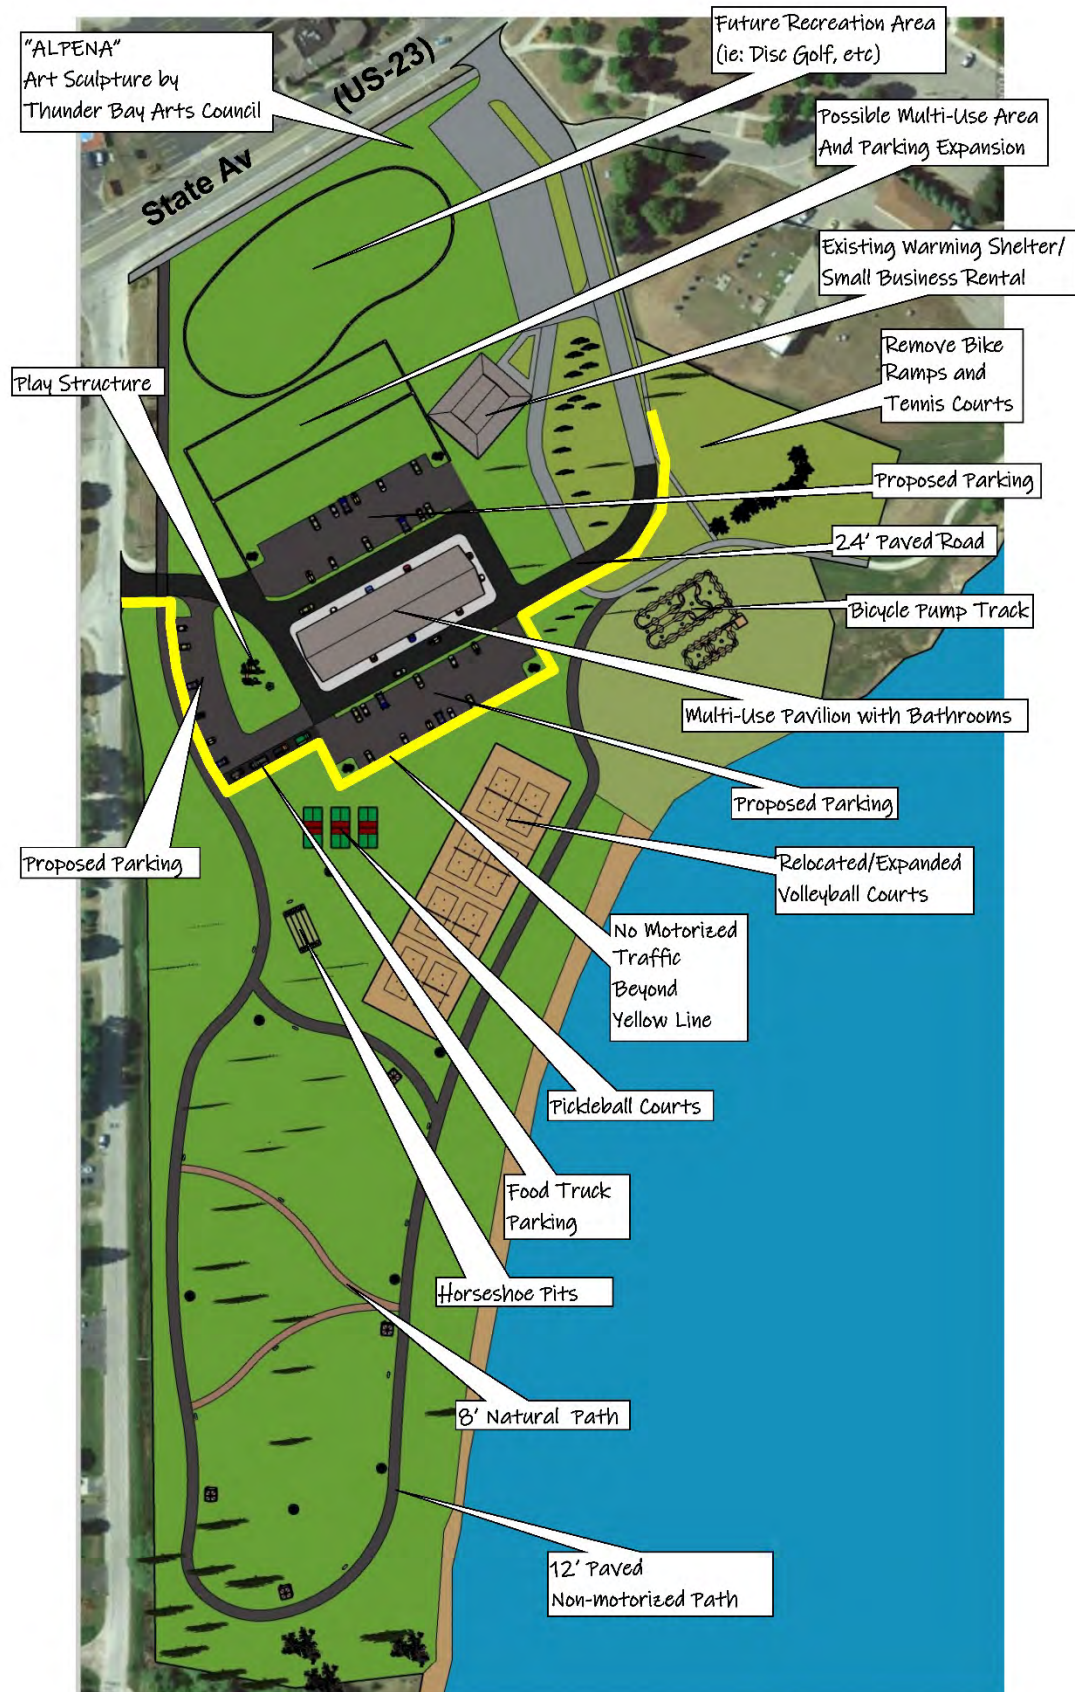 "ALPENA"
Art Sculpture by
Thunder Bay Arts Council
Future Recreation Area
(ie: Disc Golf, etc)
State Av
(US-23)
Possible Multi-Use Area
And Parking Expansion
Existing Warming Shelter/
Small Business Rental
Remove Bike
Ramps and
Tennis Courts
Play Structure
Proposed Parking
24' Paved Road
Bicycle Pump Track
Multi-Use Pavilion with Bathrooms
Proposed Parking
Proposed Parking
Relocated/Expanded
Volleyball Courts
No Motorized
Traffic
Beyond
Yellow Line
Pickleball Courts
Food Truck
Parking
Horseshoe Pits
8' Natural Path
12' Paved
Non-motorized Path